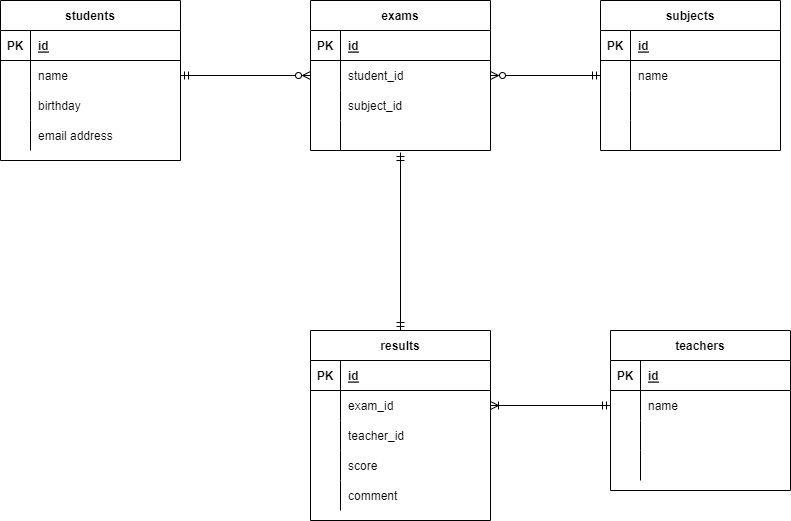 students
PK id
name
birthday
email address
exams
PK id
student_id
subject_id
subjects
PK id
name
results
PK id
exam_id
teacher_id
score
comment
teachers
PK id
name